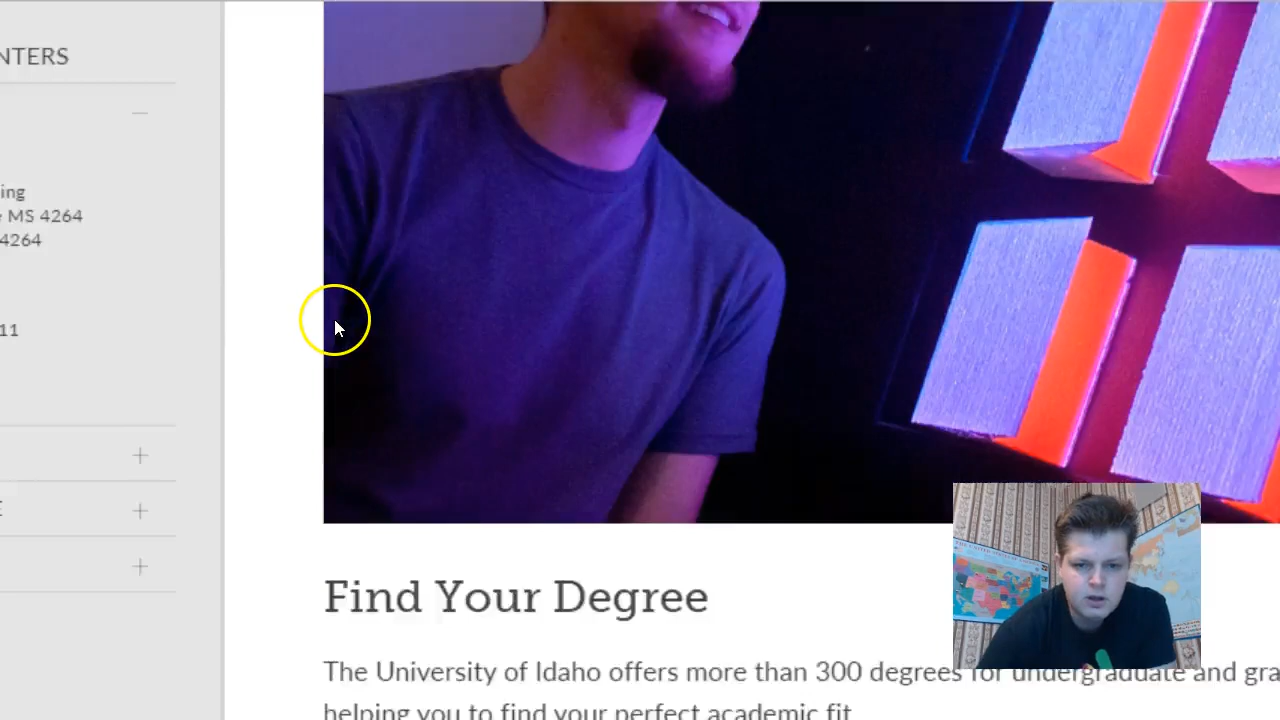 NTERS
ing
MS 4264
4264
11
E
Find Your Degree
The University of Idaho offers more than 300 degrees for undergraduate and gra
helping you to find your perfect academic fit